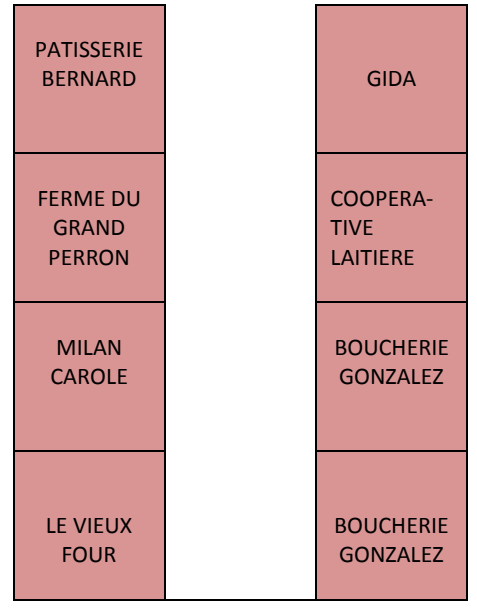 PATISSERIE
BERNARD
GIDA
FERME DU
GRAND
PERRON
COOPERA-
TIVE
LAITIERE
MILAN
CAROLE
BOUCHERIE
GONZALEZ
LE VIEUX
FOUR
BOUCHERIE
GONZALEZ